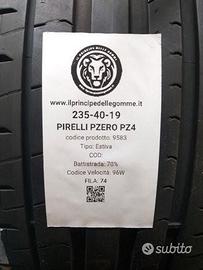 IL PRINCIPE DELLE GOMME
www.ilprincipedellegomme.it
235-40-19
PIRELLI PZERO PZ4
codice prodotto: 9583
Tipo: Estiva
COD:
Battistrada: 70%
Codice Velocità: 96W
FILA: 74
subito